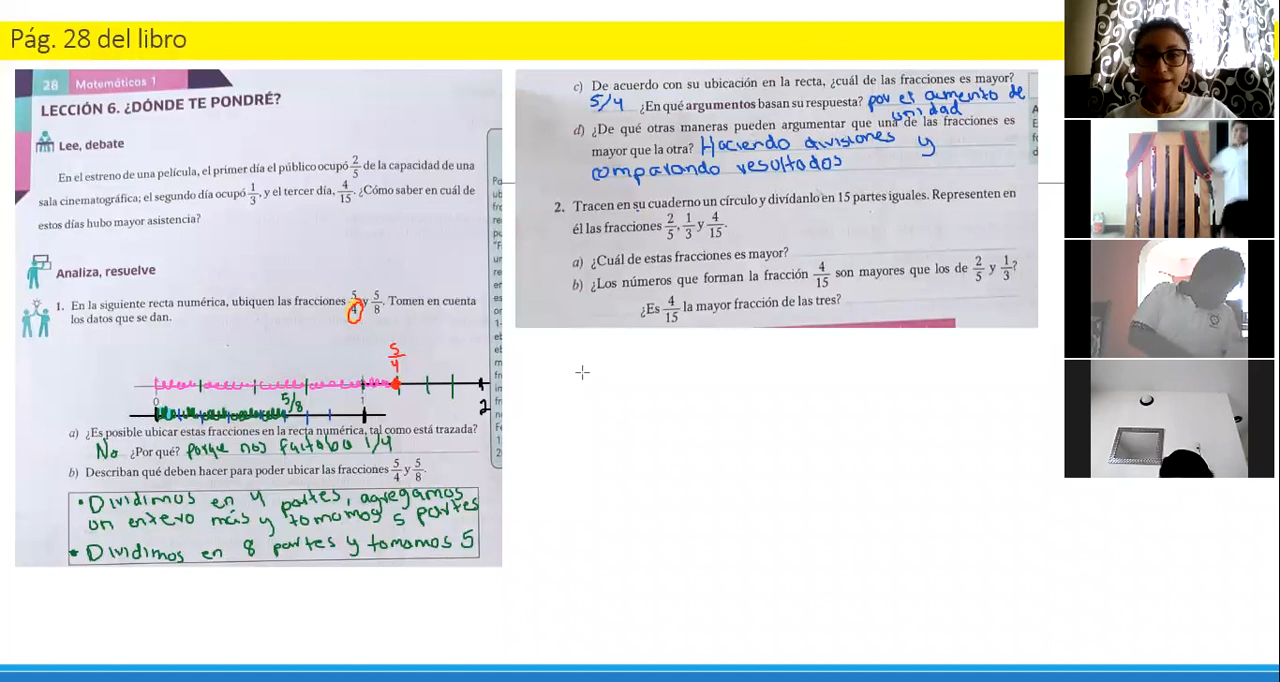 Pág. 28 del libro
28 Matemáticas 1
LECCIÓN 6. ¿DÓNDE TE PONDRÉ?
Lee, debate
En el estreno de una película, el primer día el público ocupó 2/5 de la capacidad de una
sala cinematográfica; el segundo día ocupó 1/3, y el tercer día, 4/15. ¿Cómo saber en cuál de
estos días hubo mayor asistencia?
Analiza, resuelve
1. En la siguiente recta numérica, ubiquen las fracciones 5/4 y 5/8. Tomen en cuenta
los datos que se dan.
5/4
0 5/8 1 2
a) ¿Es posible ubicar estas fracciones en la recta numérica, tal como está trazada?
No ¿Por qué? porque nos faltaba 1/4
b) Describan qué deben hacer para poder ubicar las fracciones 5/4 y 5/8.
• Dividimos en 4 partes, agregamos
un entero más y tomamos 5 partes
• Dividimos en 8 partes y tomamos 5
c) De acuerdo con su ubicación en la recta, ¿cuál de las fracciones es mayor?
5/4 ¿En qué argumentos basan su respuesta? por el aumento de
unidad
d) ¿De qué otras maneras pueden argumentar que una de las fracciones es
mayor que la otra? Haciendo divisiones y
comparando resultados
2. Tracen en su cuaderno un círculo y divídanlo en 15 partes iguales. Representen en
él las fracciones 2/5, 1/3 y 4/15.
a) ¿Cuál de estas fracciones es mayor?
b) ¿Los números que forman la fracción 4/15 son mayores que los de 2/5 y 1/3?
¿Es 4/15 la mayor fracción de las tres?